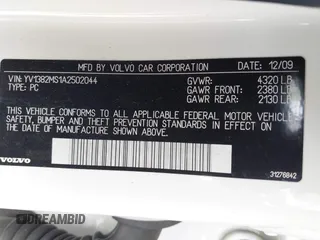 MFD BY VOLVO CAR CORPORATION 12/09
VIN: YV1382MS1A2502044 GVWR: 4320 LB
TYPE: PC GAWR FRONT: 2380 LB
GAWR REAR: 2130 LB
THIS VEHICLE CONFORMS TO ALL APPLICABLE FEDERAL MOTOR VEHICLE
SAFETY, BUMPER AND THEFT PREVENTION STANDARDS IN EFFECT ON THE
DATE OF MANUFACTURE SHOWN ABOVE.
VOLVO 31276842
DREAMBID